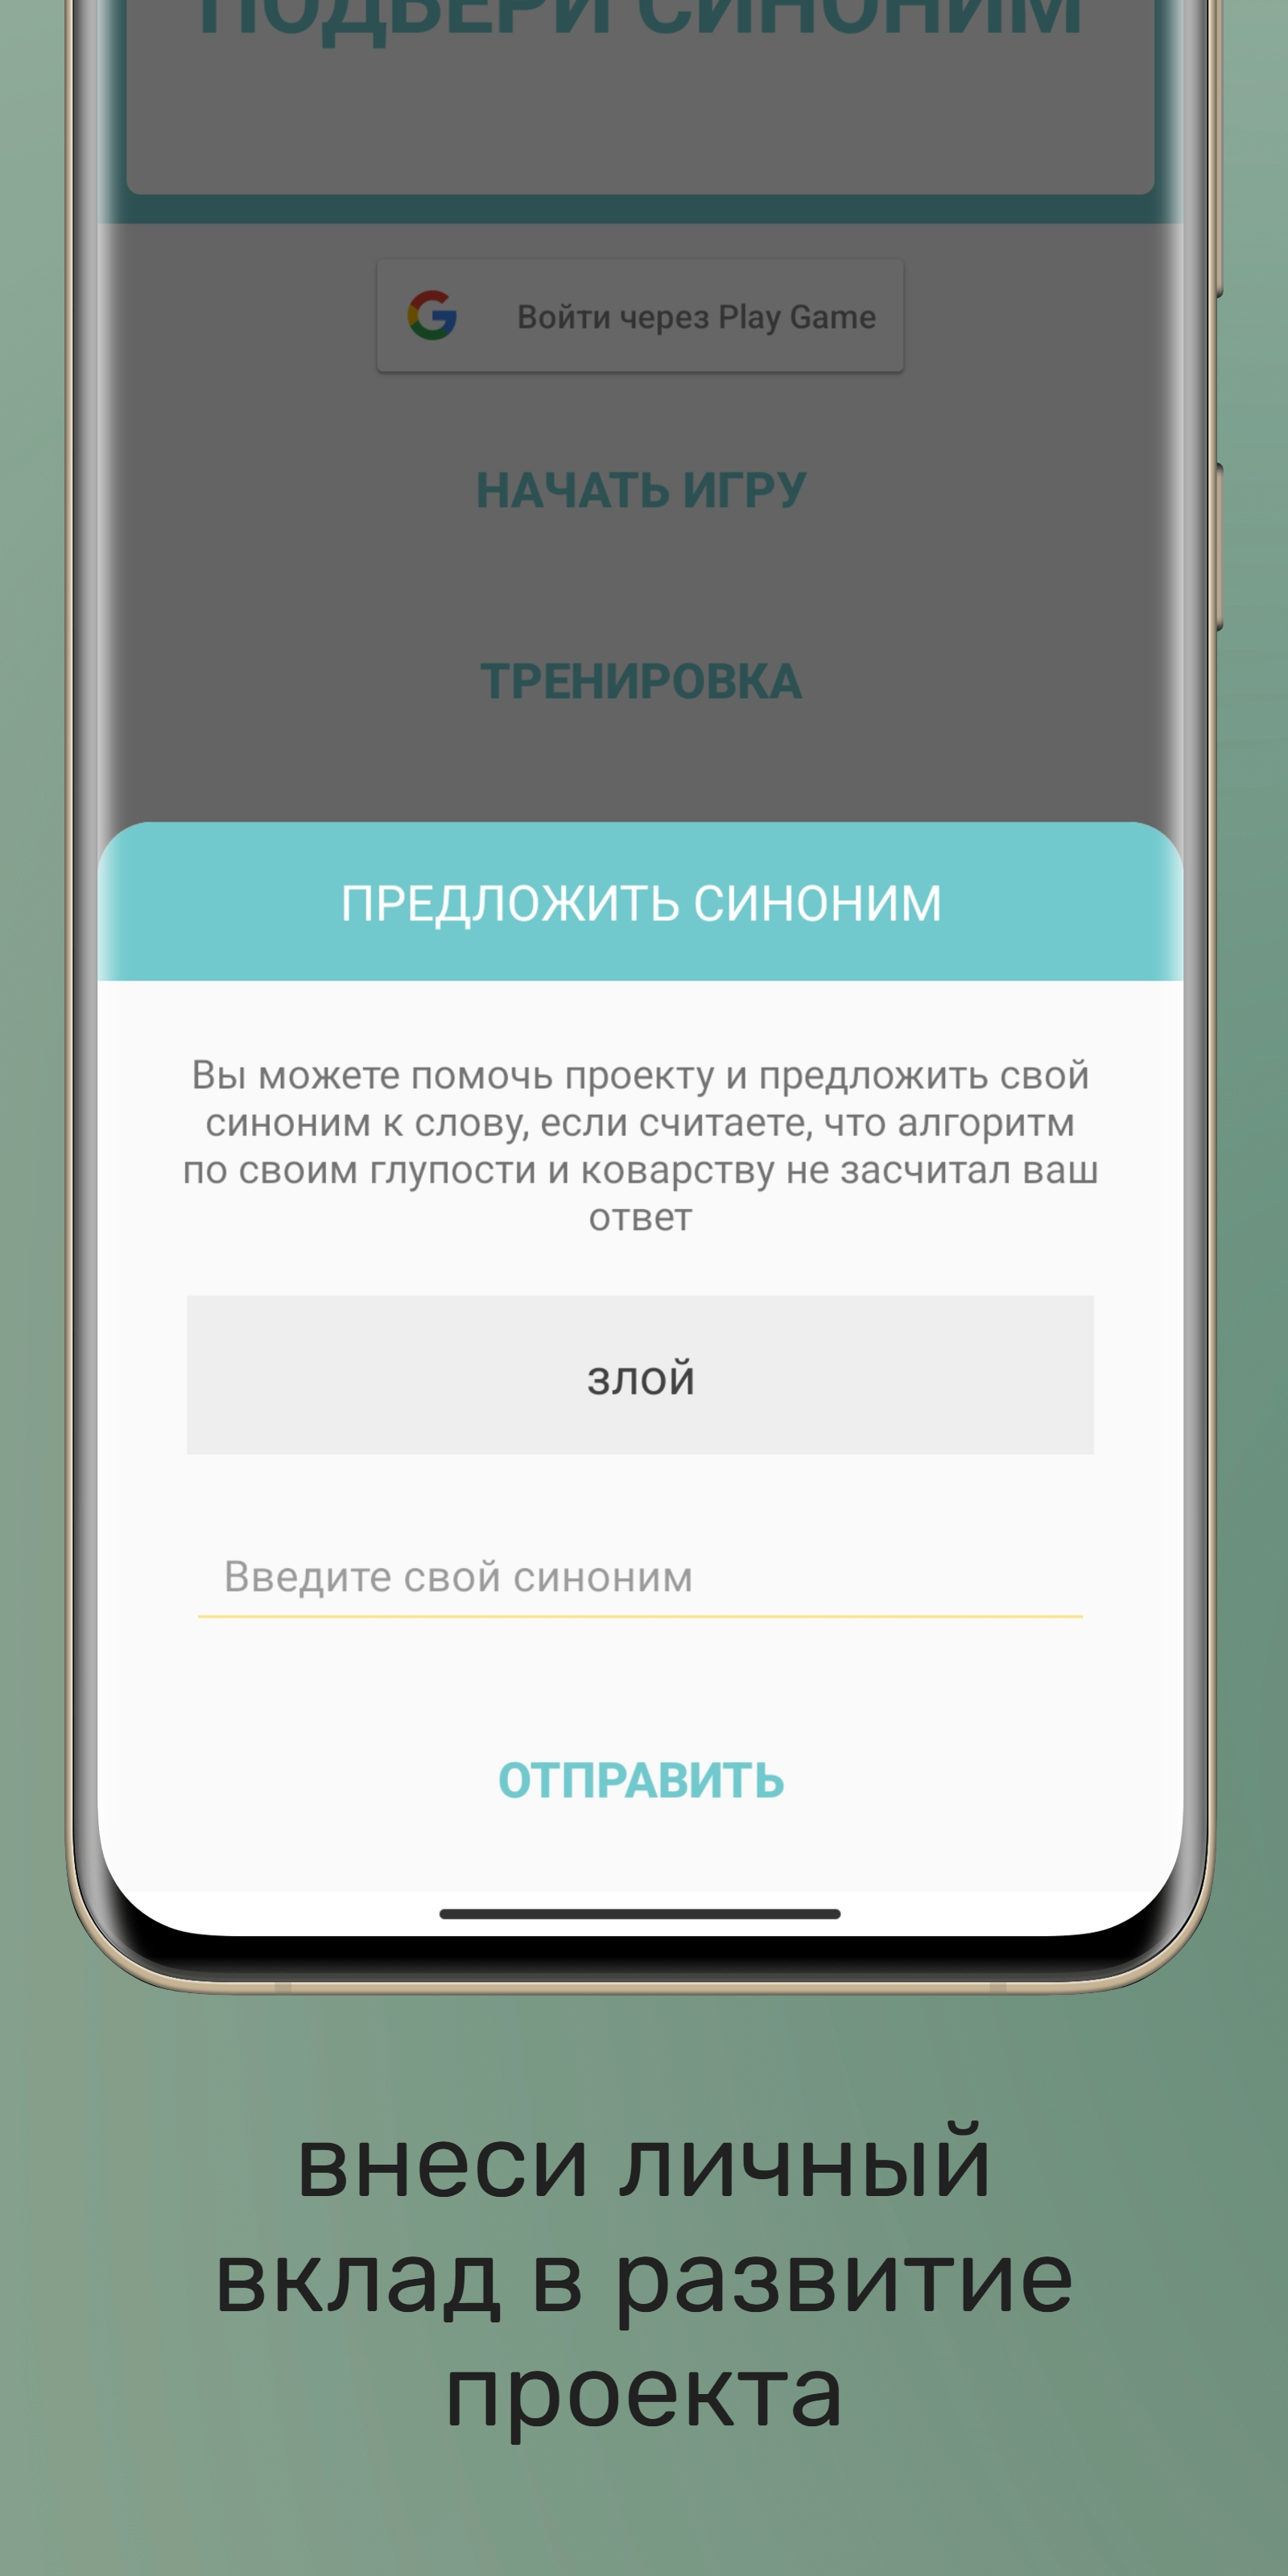 ПОДБЕРИ СИНОНИМ
Войти через Play Game
НАЧАТЬ ИГРУ
ТРЕНИРОВКА
ПРЕДЛОЖИТЬ СИНОНИМ
Вы можете помочь проекту и предложить свой
синоним к слову, если считаете, что алгоритм
по своим глупости и коварству не засчитал ваш
ответ
злой
Введите свой синоним
ОТПРАВИТЬ
внеси личный
вклад в развитие
проекта